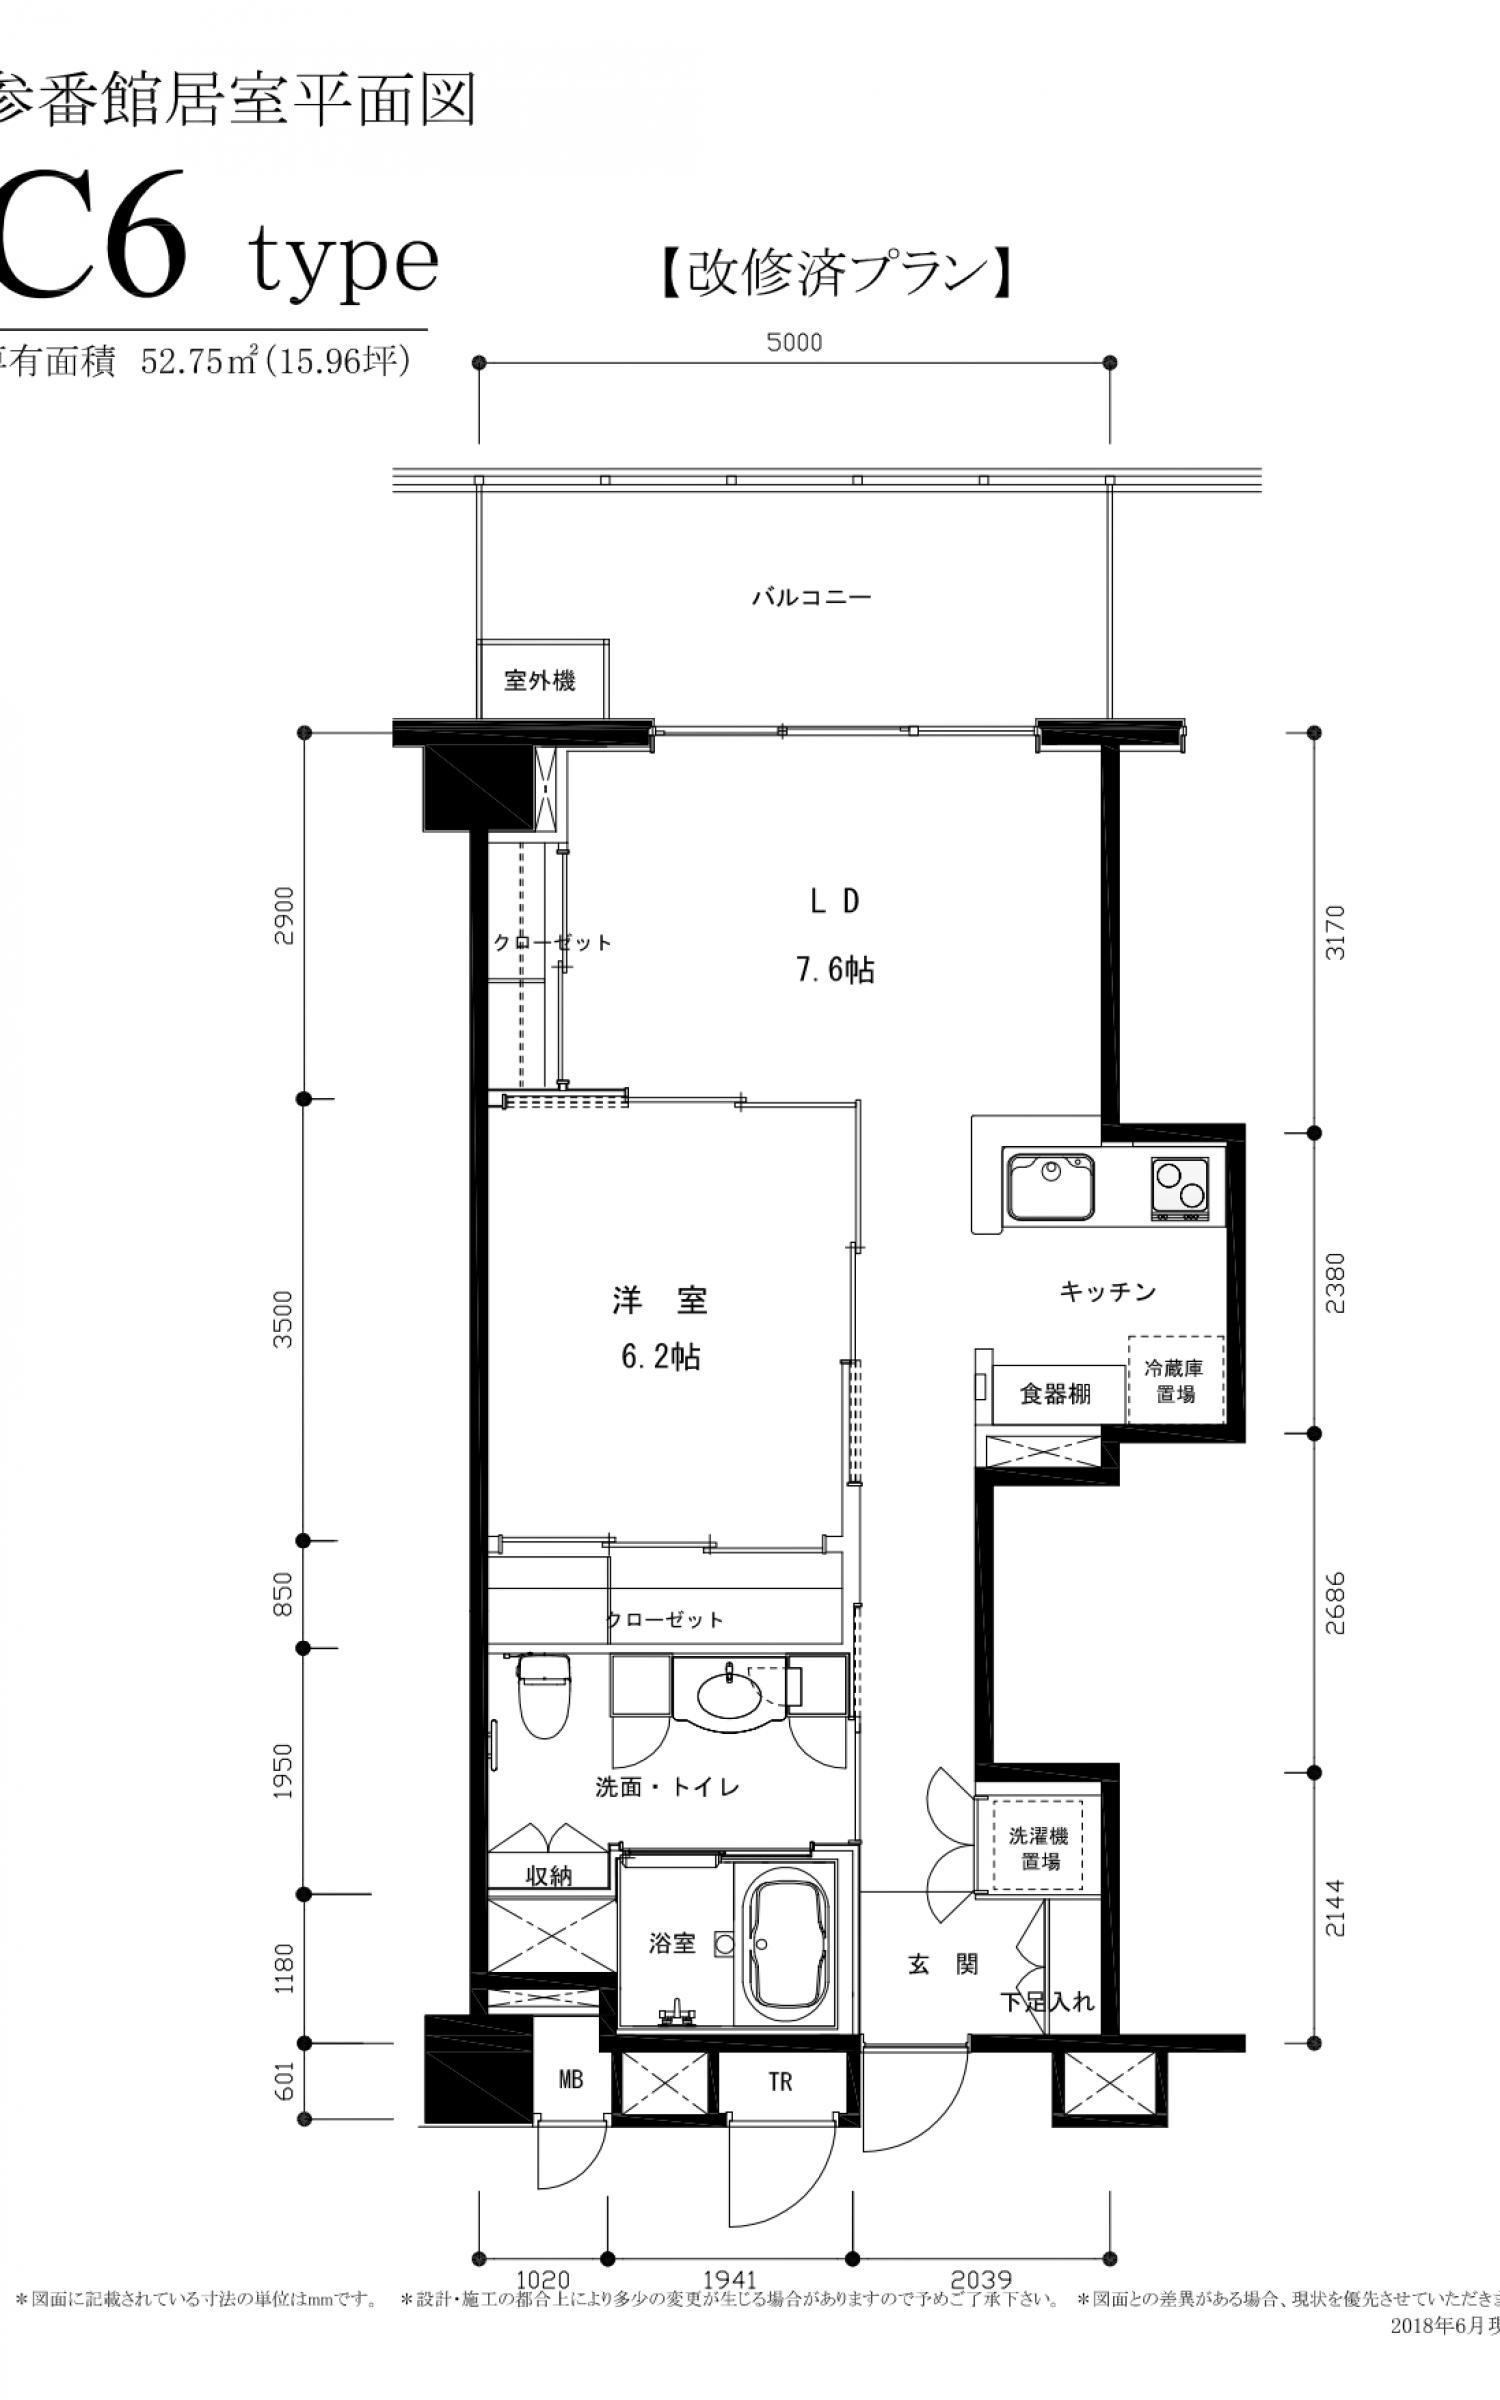 参番館居室平面図
C6 type
【改修済プラン】
専有面積 52.75㎡(15.96坪)
5000
バルコニー
室外機
2900
3170
LD
7.6帖
クローゼット
3500
2380
洋 室
6.2帖
キッチン
冷蔵庫
置場
食器棚
850
2686
クローゼット
1950
洗面・トイレ
洗濯機
置場
収納
2144
浴室
玄 関
1180
下足入れ
601
MB
TR
1020
1941
2039
＊図面に記載されている寸法の単位はmmです。 ＊設計・施工の都合上により多少の変更が生じる場合がありますので予めご了承下さい。 ＊図面との差異がある場合、現状を優先させていただきま
2018年6月現